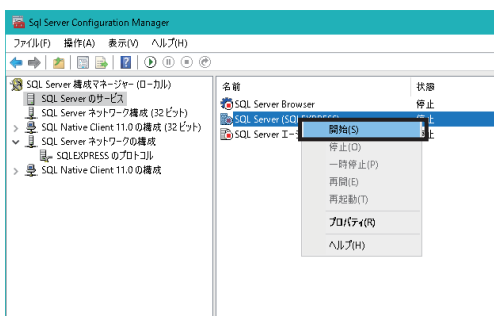 Sql Server Configuration Manager
ファイル(F) 操作(A) 表示(V) ヘルプ(H)
SQL Server 構成マネージャー (ローカル)
SQL Server のサービス
SQL Server ネットワーク構成 (32 ビット)
SQL Native Client 11.0 の構成 (32 ビット)
SQL Server ネットワークの構成
SQLEXPRESS のプロトコル
SQL Native Client 11.0 の構成
名前 状態
SQL Server Browser 停止
SQL Server (SQLEXPRESS) 停止
SQL Server エージ 停止
開始(S)
停止(O)
一時停止(P)
再開(E)
再起動(T)
プロパティ(R)
ヘルプ(H)